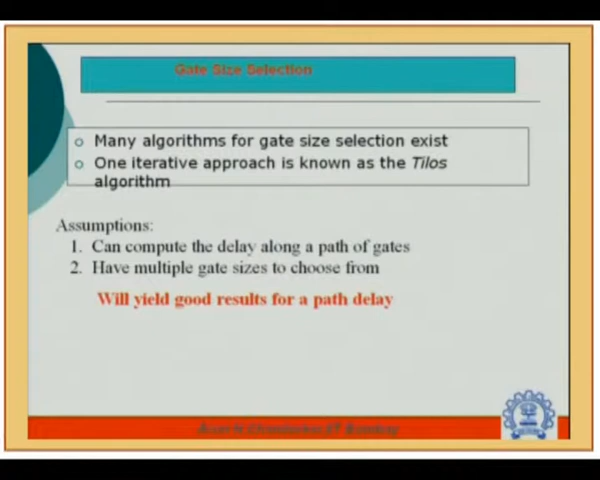 Gate Size Selection
Many algorithms for gate size selection exist
One iterative approach is known as the Tilos
algorithm
Assumptions:
1. Can compute the delay along a path of gates
2. Have multiple gate sizes to choose from
Will yield good results for a path delay
Bombay